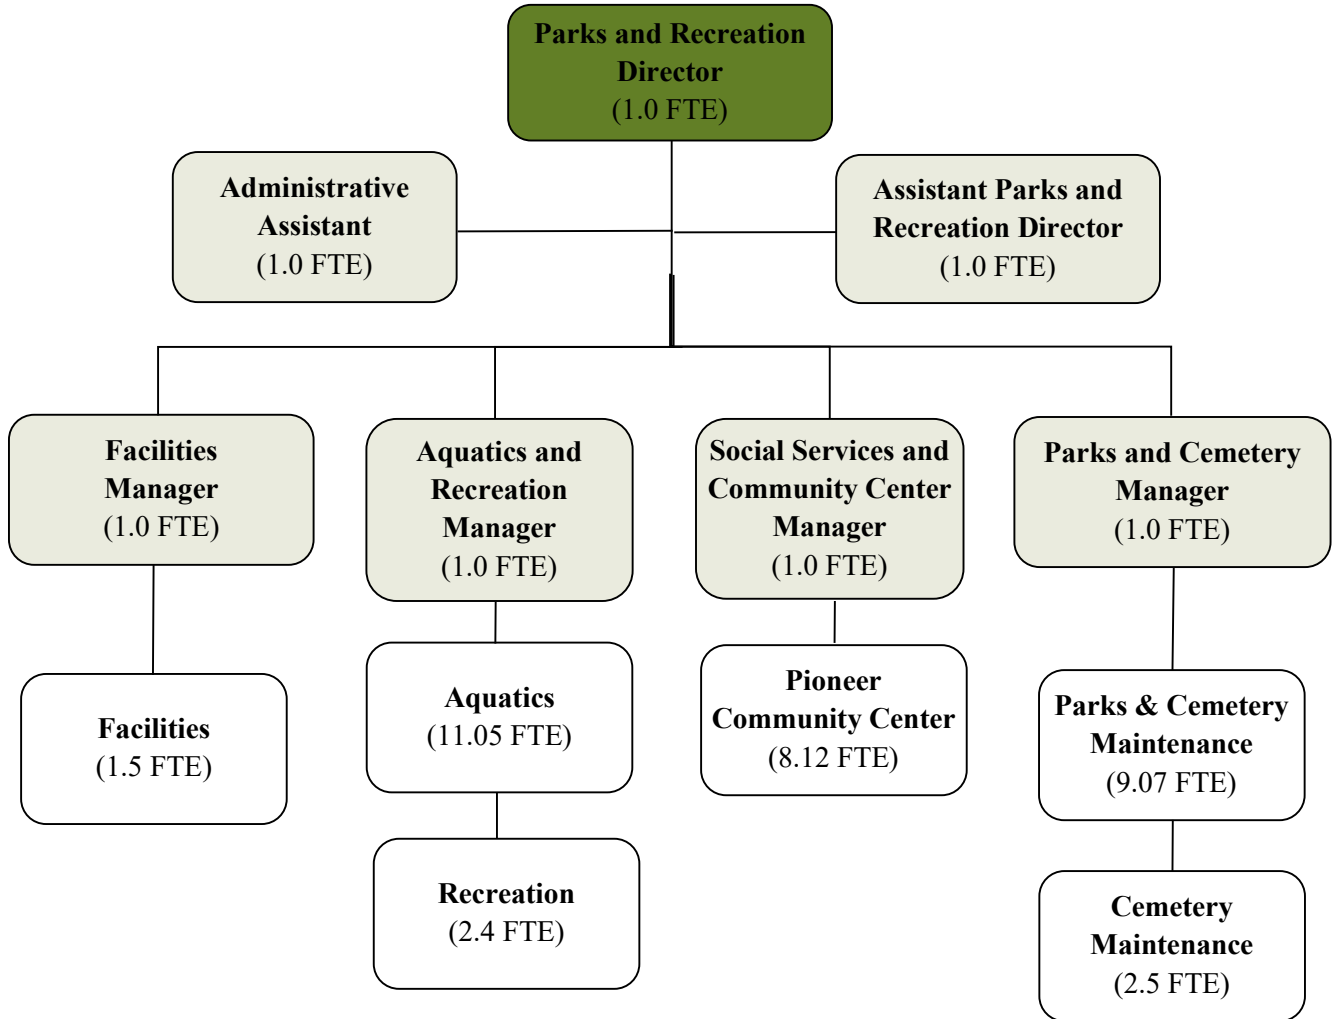 Parks and Recreation
Director
(1.0 FTE)
Administrative
Assistant
(1.0 FTE)
Assistant Parks and
Recreation Director
(1.0 FTE)
Facilities
Manager
(1.0 FTE)
Aquatics and
Recreation
Manager
(1.0 FTE)
Social Services and
Community Center
Manager
(1.0 FTE)
Parks and Cemetery
Manager
(1.0 FTE)
Facilities
(1.5 FTE)
Aquatics
(11.05 FTE)
Pioneer
Community Center
(8.12 FTE)
Parks & Cemetery
Maintenance
(9.07 FTE)
Recreation
(2.4 FTE)
Cemetery
Maintenance
(2.5 FTE)